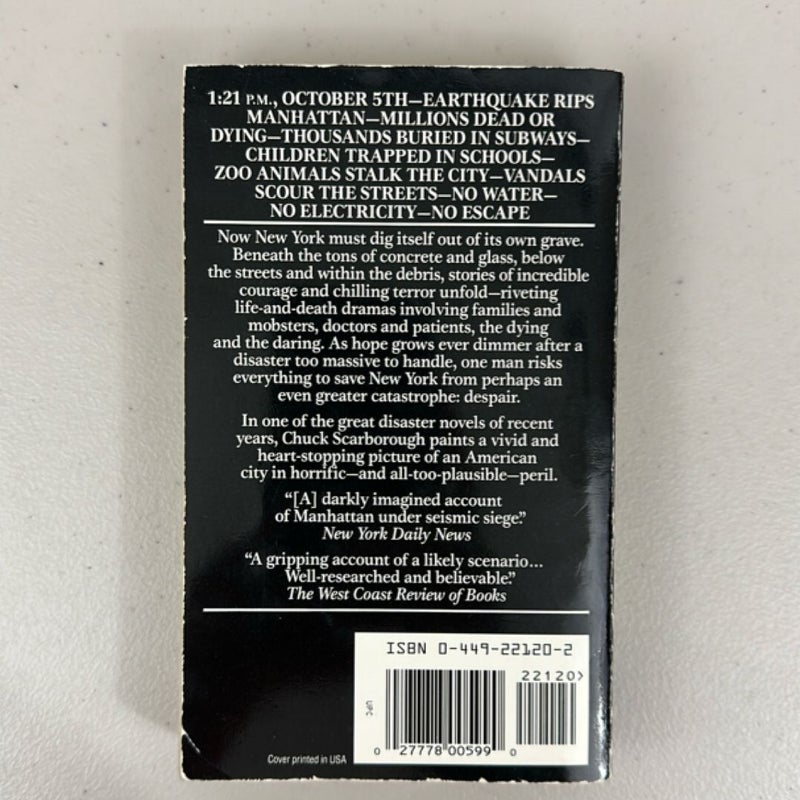 1:21 P.M., OCTOBER 5TH—EARTHQUAKE RIPS
MANHATTAN—MILLIONS DEAD OR
DYING—THOUSANDS BURIED IN SUBWAYS—
CHILDREN TRAPPED IN SCHOOLS—
ZOO ANIMALS STALK THE CITY—VANDALS
SCOUR THE STREETS—NO WATER—
NO ELECTRICITY—NO ESCAPE
Now New York must dig itself out of its own grave.
Beneath the tons of concrete and glass, below
the streets and within the debris, stories of incredible
courage and chilling terror unfold—riveting
life-and-death dramas involving families and
mobsters, doctors and patients, the dying
and the daring. As hope grows ever dimmer after a
disaster too massive to handle, one man risks
everything to save New York from perhaps an
even greater catastrophe: despair.
In one of the great disaster novels of recent
years, Chuck Scarborough paints a vivid and
heart-stopping picture of an American
city in horrific—and all-too-plausible—peril.
“[A] darkly imagined account
of Manhattan under seismic siege.”
New York Daily News
“A gripping account of a likely scenario...
Well-researched and believable.”
The West Coast Review of Books
ISBN 0-449-22120-2
22120>
UPC
0 27778 00599 0
Cover printed in USA